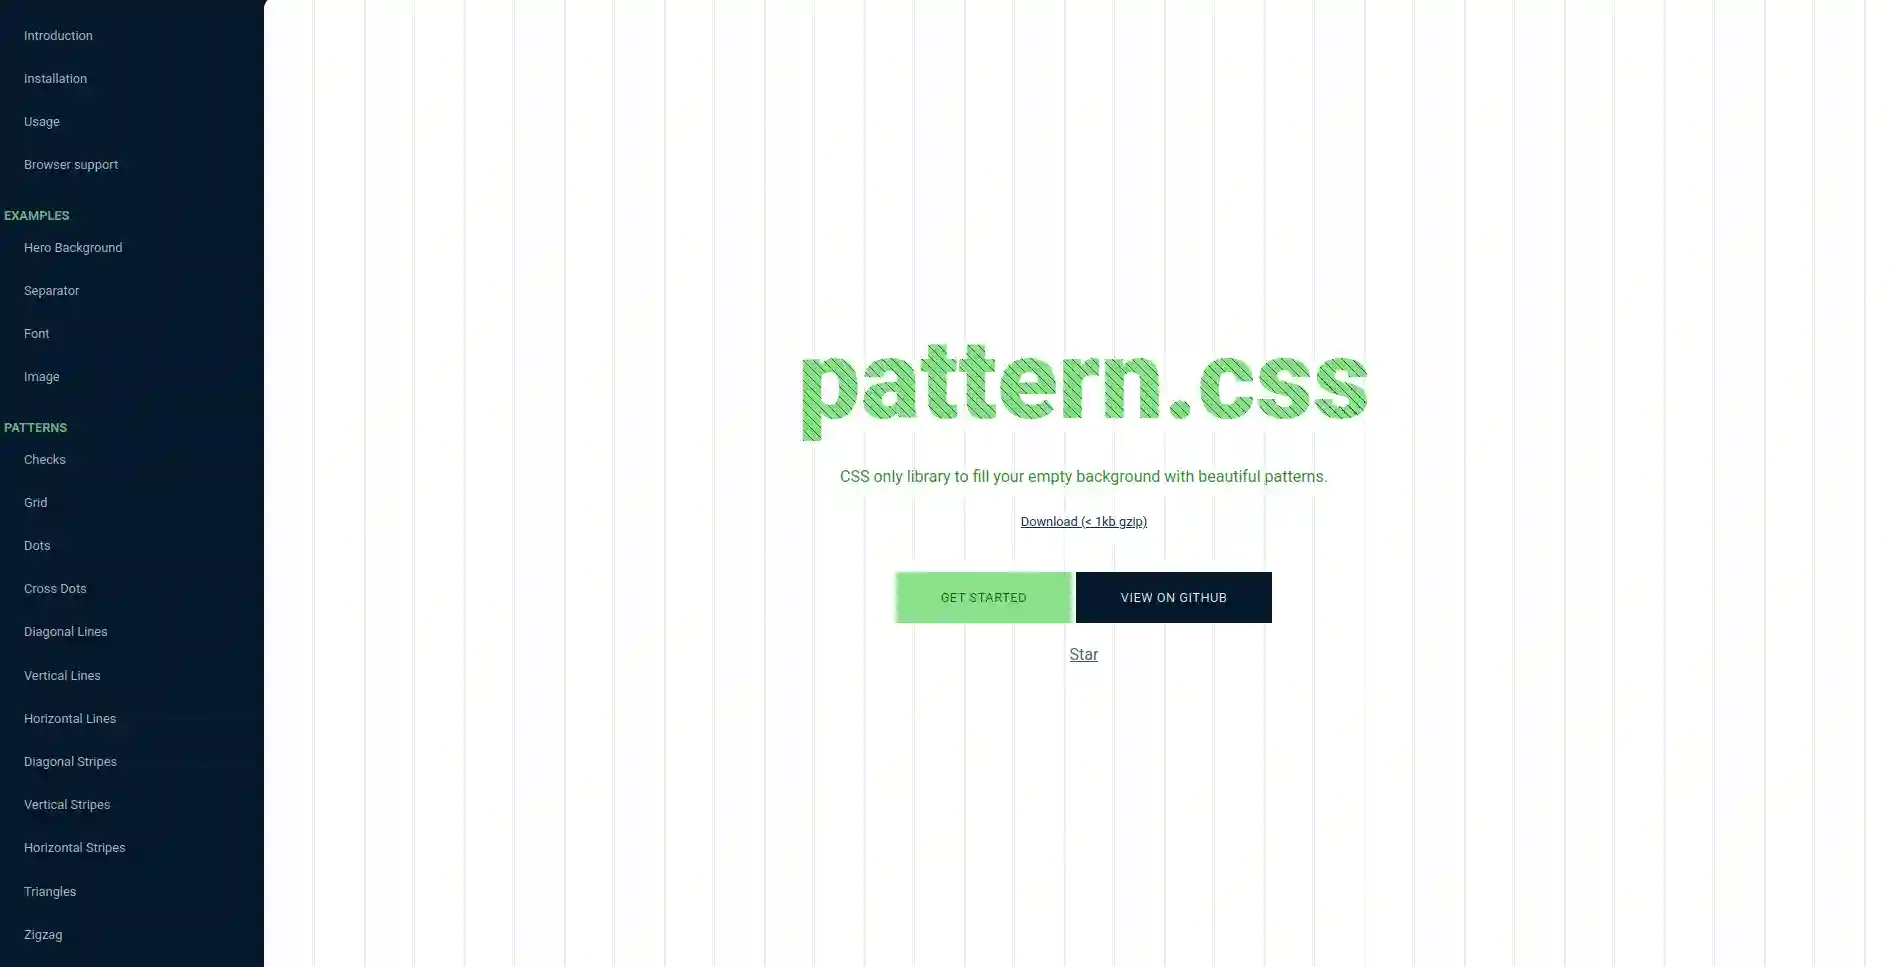 Introduction
Installation
Usage
Browser support
EXAMPLES
Hero Background
Separator
Font
Image
PATTERNS
Checks
Grid
Dots
Cross Dots
Diagonal Lines
Vertical Lines
Horizontal Lines
Diagonal Stripes
Vertical Stripes
Horizontal Stripes
Triangles
Zigzag
pattern.css
CSS only library to fill your empty background with beautiful patterns.
Download (< 1kb gzip)
GET STARTED
VIEW ON GITHUB
Star